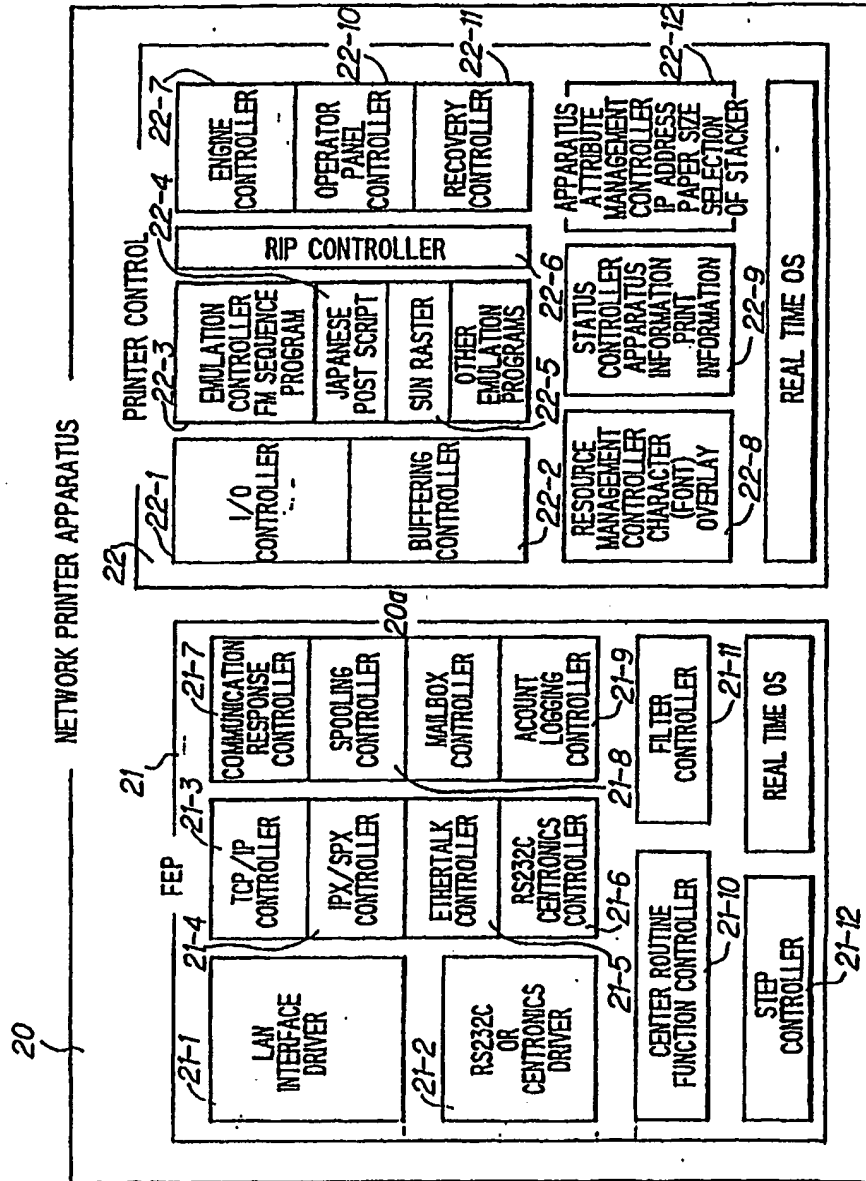 NETWORK PRINTER APPARATUS
20
FEP
21
21-1
LAN
INTERFACE
DRIVER
21-2
RS232C
OR
CENTRONICS
DRIVER
21-3
TCP/IP
CONTROLLER
21-4
IPX/SPX
CONTROLLER
ETHERTALK
CONTROLLER
21-5
RS232C
CENTRONICS
CONTROLLER
21-6
21-7
COMMUNICATION
RESPONSE
CONTROLLER
SPOOLING
CONTROLLER
20a
MAILBOX
CONTROLLER
21-8
ACOUNT
LOGGING
CONTROLLER
21-9
CENTER ROUTINE
FUNCTION CONTROLLER
21-10
FILTER
CONTROLLER
21-11
STEP
CONTROLLER
21-12
REAL TIME OS
PRINTER CONTROL
22
22-1
I/O
CONTROLLER
BUFFERING
CONTROLLER
22-2
22-3
EMULATION
CONTROLLER
FM SEQUENCE
PROGRAM
22-4
JAPANESE
POST SCRIPT
SUN RASTER
22-5
OTHER
EMULATION
PROGRAMS
RIP CONTROLLER
22-6
22-7
ENGINE
CONTROLLER
OPERATOR
PANEL
CONTROLLER
22-10
RECOVERY
CONTROLLER
22-11
RESOURCE
MANAGEMENT
CONTROLLER
CHARACTER
(FONT)
OVERLAY
22-8
STATUS
CONTROLLER
APPARATUS
INFORMATION
PRINT
INFORMATION
22-9
APPARATUS
ATTRIBUTE
MANAGEMENT
CONTROLLER
IP ADDRESS
PAPER SIZE
SELECTION
OF STACKER
22-12
REAL TIME OS